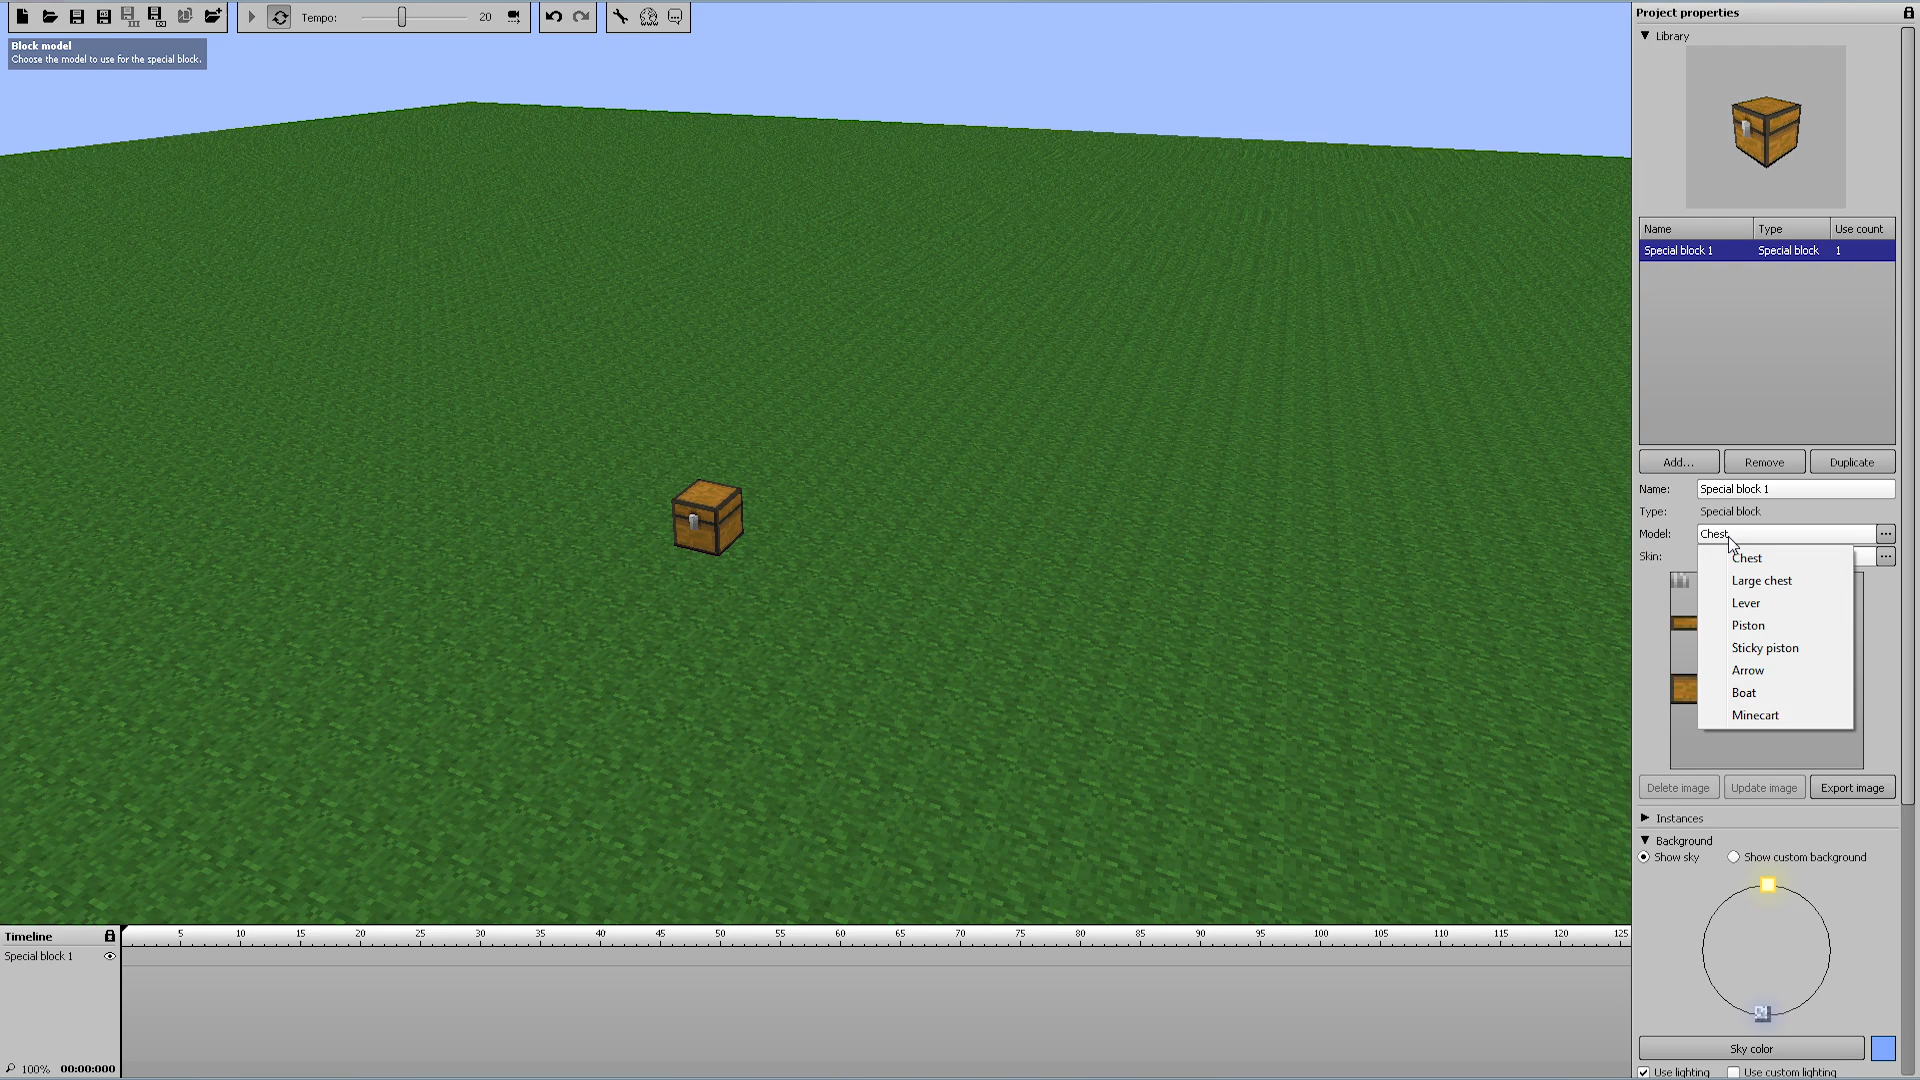 Tempo:
20
Block model
Choose the model to use for the special block.
Project properties
Library
Name Type Use count
Special block 1 Special block 1
Add... Remove Duplicate
Name: Special block 1
Type: Special block
Model: Chest ...
Skin: ...
Chest
Large chest
Lever
Piston
Sticky piston
Arrow
Boat
Minecart
Delete image Update image Export image
Instances
Background
Show sky Show custom background
Sky color
Use lighting Use custom lighting
Timeline
5 10 15 20 25 30 35 40 45 50 55 60 65 70 75 80 85 90 95 100 105 110 115 120 125
Special block 1
100% 00:00:000